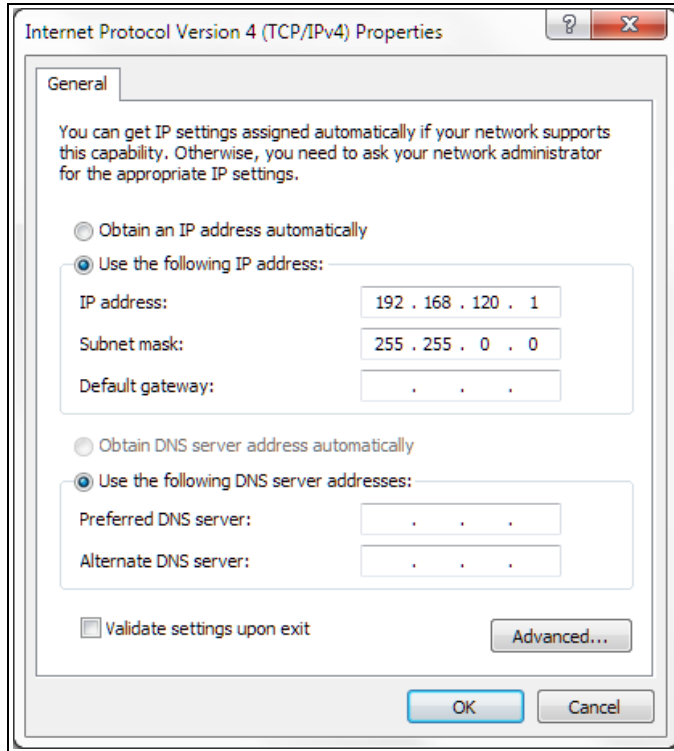 Internet Protocol Version 4 (TCP/IPv4) Properties
General
You can get IP settings assigned automatically if your network supports
this capability. Otherwise, you need to ask your network administrator
for the appropriate IP settings.
Obtain an IP address automatically
Use the following IP address:
IP address: 192 . 168 . 120 . 1
Subnet mask: 255 . 255 . 0 . 0
Default gateway: . . .
Obtain DNS server address automatically
Use the following DNS server addresses:
Preferred DNS server: . . .
Alternate DNS server: . . .
Validate settings upon exit
Advanced...
OK Cancel